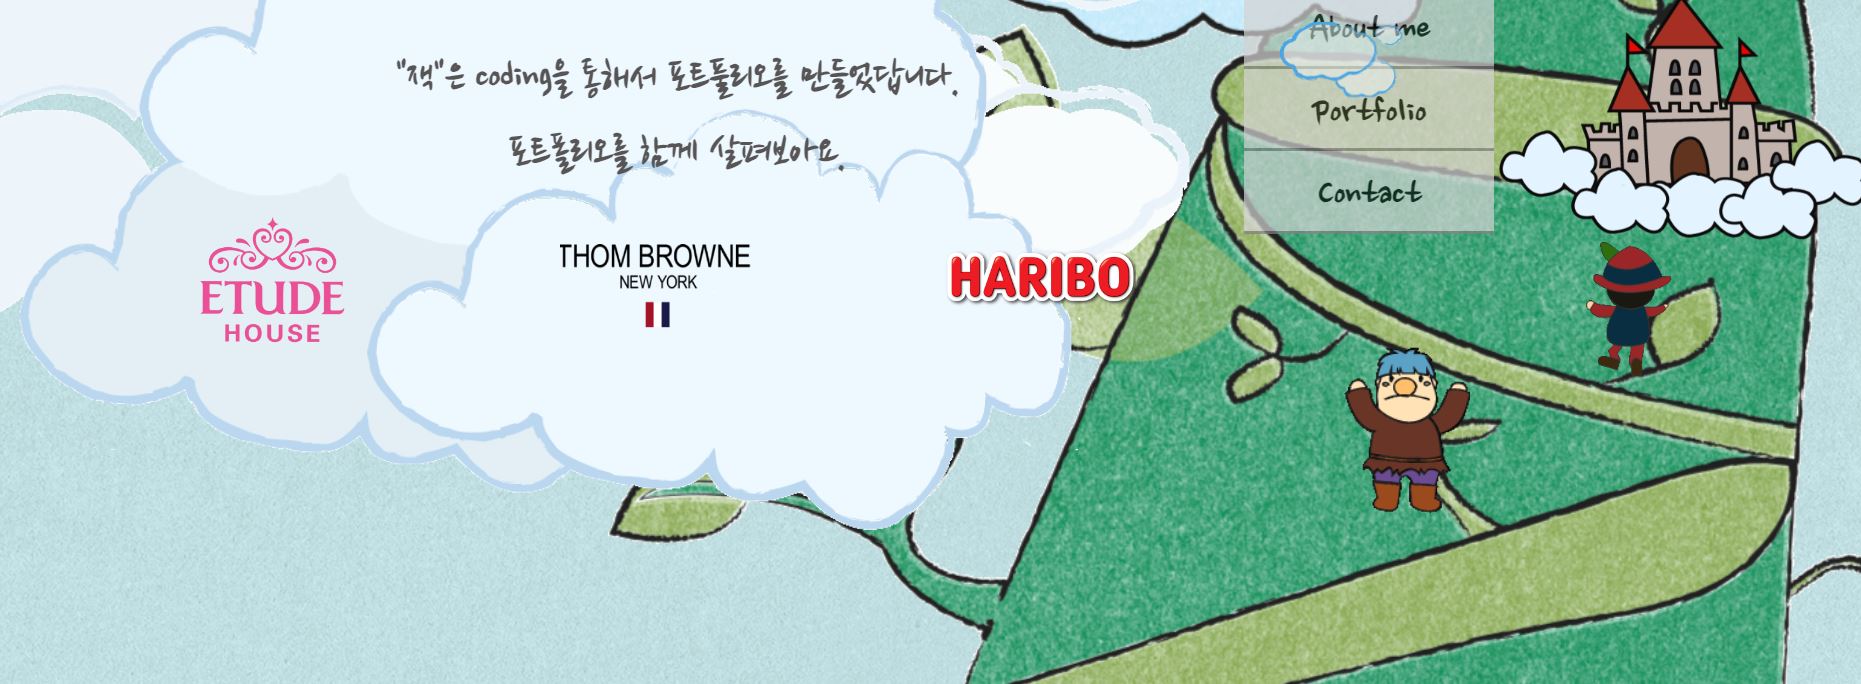 "잭"은 coding을 통해서 포트폴리오를 만들었답니다.
포트폴리오를 함께 살펴보아요.
About me
Portfolio
Contact
ETUDE
HOUSE
THOM BROWNE
NEW YORK
HARIBO